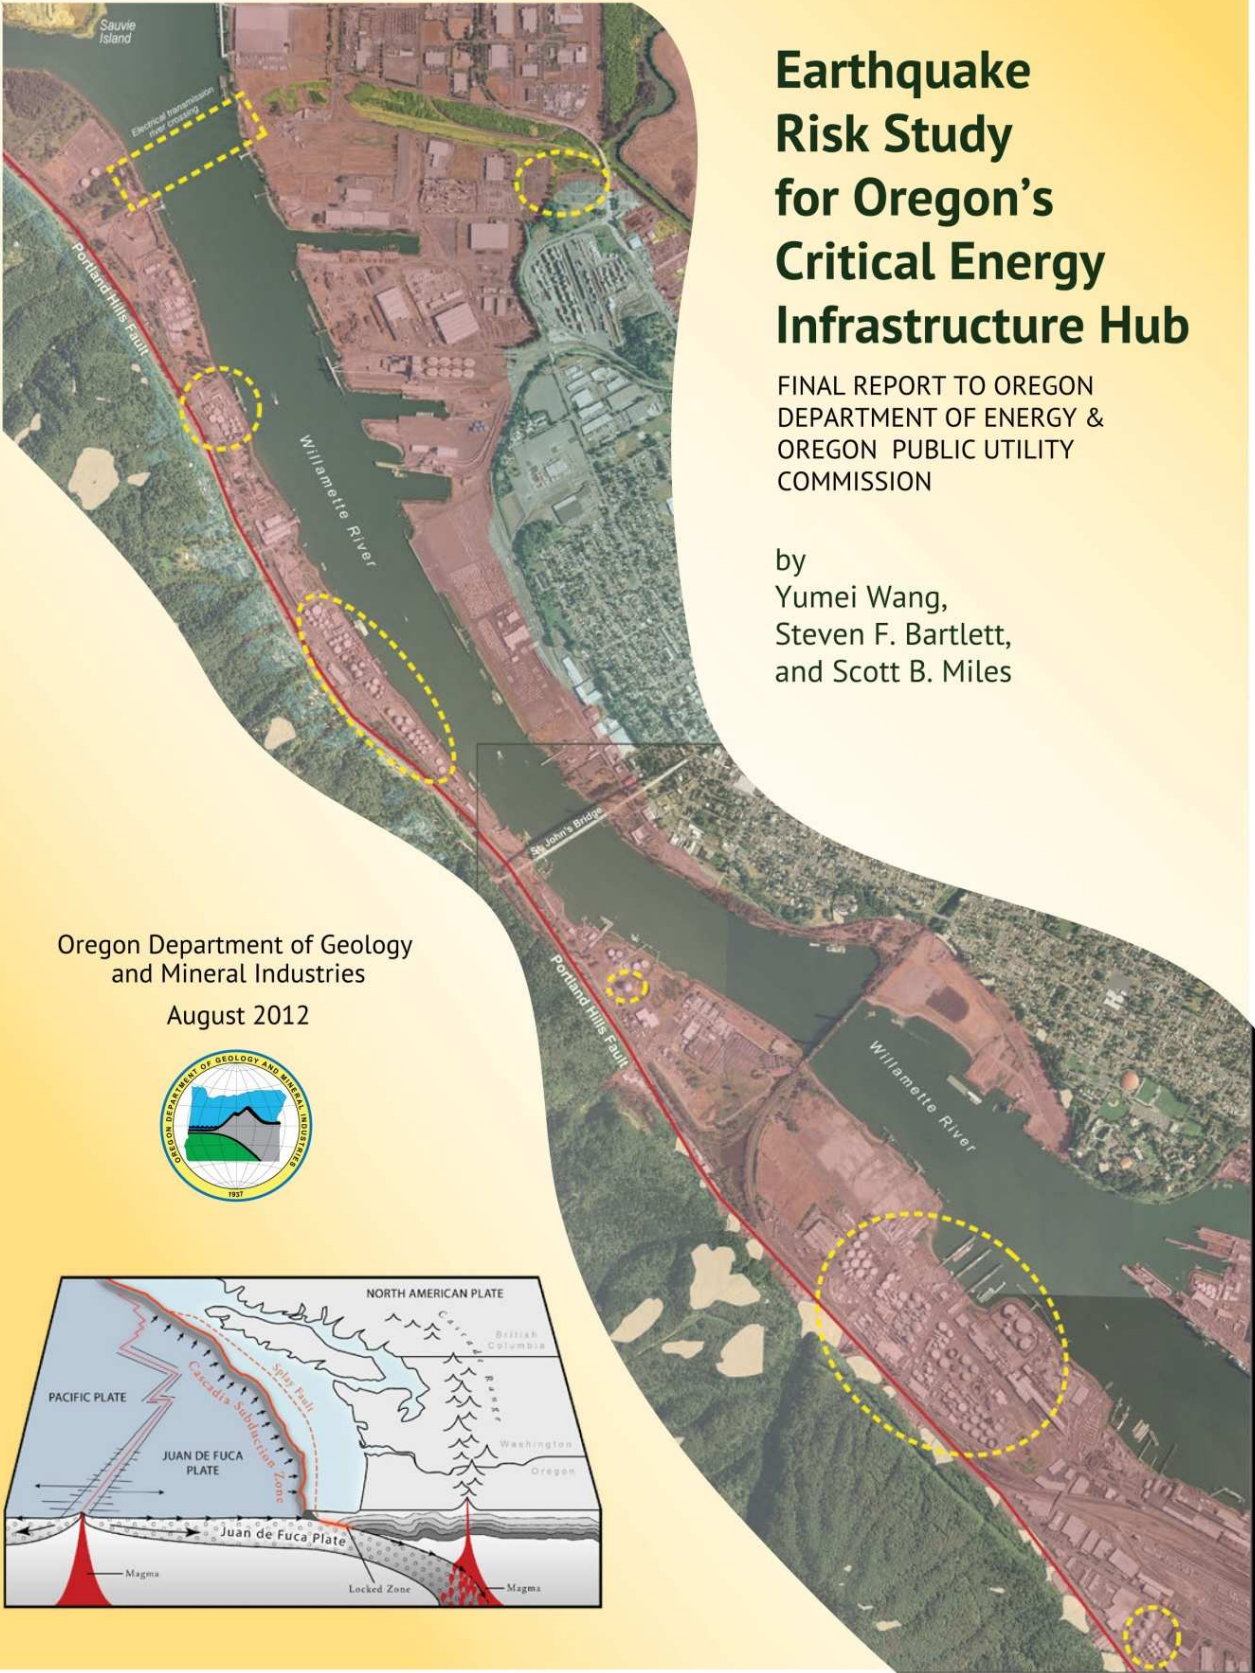 Sauvie
Island
Electrical transmission
river crossing
Earthquake
Risk Study
for Oregon's
Critical Energy
Infrastructure Hub
FINAL REPORT TO OREGON
DEPARTMENT OF ENERGY &
OREGON PUBLIC UTILITY
COMMISSION
by
Yumei Wang,
Steven F. Bartlett,
and Scott B. Miles
Portland Hills Fault
Willamette River
St. John's Bridge
Portland Hills Fault
Willamette River
Oregon Department of Geology
and Mineral Industries
August 2012
OREGON DEPARTMENT OF GEOLOGY AND MINERAL INDUSTRIES
1937
NORTH AMERICAN PLATE
Cascade Range
British
Columbia
Splay Fault
Cascadia Subduction Zone
PACIFIC PLATE
JUAN DE FUCA
PLATE
Washington
Oregon
Juan de Fuca Plate
Magma
Locked Zone
Magma